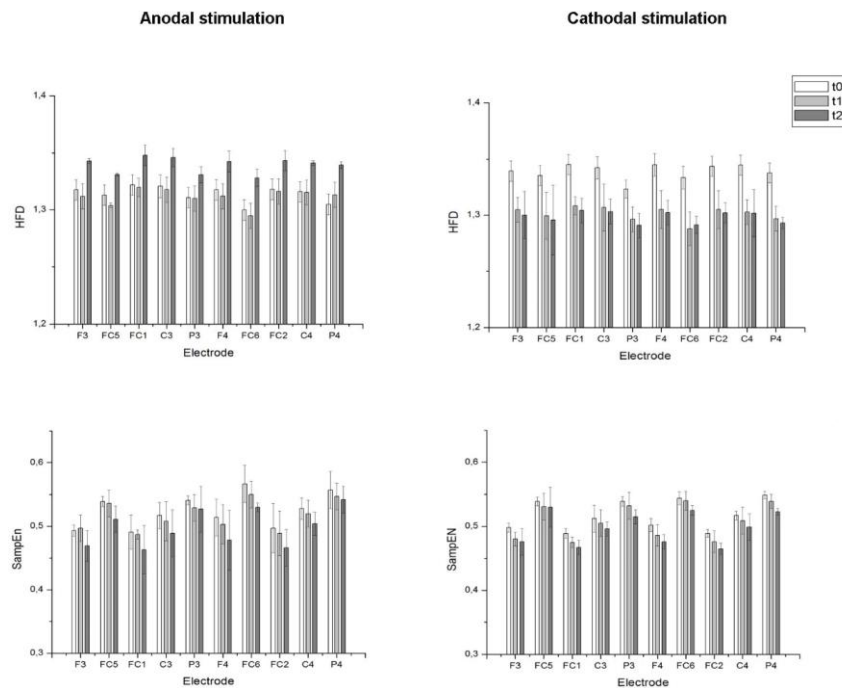 Anodal stimulation
1,4
1,3
1,2
HFD
F3 FC5 FC1 C3 P3 F4 FC6 FC2 C4 P4
Electrode
Cathodal stimulation
t0
t1
t2
1,4
1,3
1,2
HFD
F3 FC5 FC1 C3 P3 F4 FC6 FC2 C4 P4
Electrode
0,6
0,5
0,4
0,3
SampEn
F3 FC5 FC1 C3 P3 F4 FC6 FC2 C4 P4
Electrode
0,6
0,5
0,4
0,3
SampEN
F3 FC5 FC1 C3 P3 F4 FC6 FC2 C4 P4
Electrode